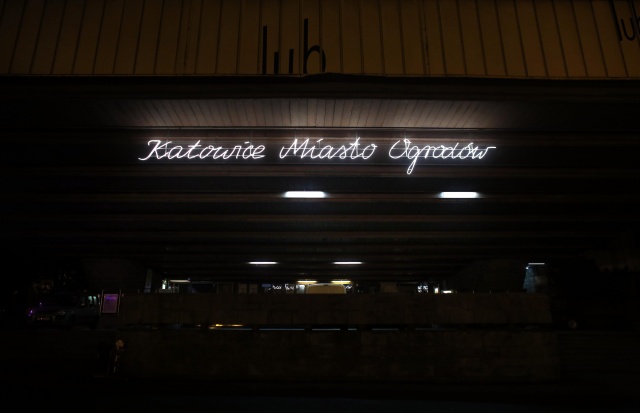 lub
Katowice Miasto Ogrodów